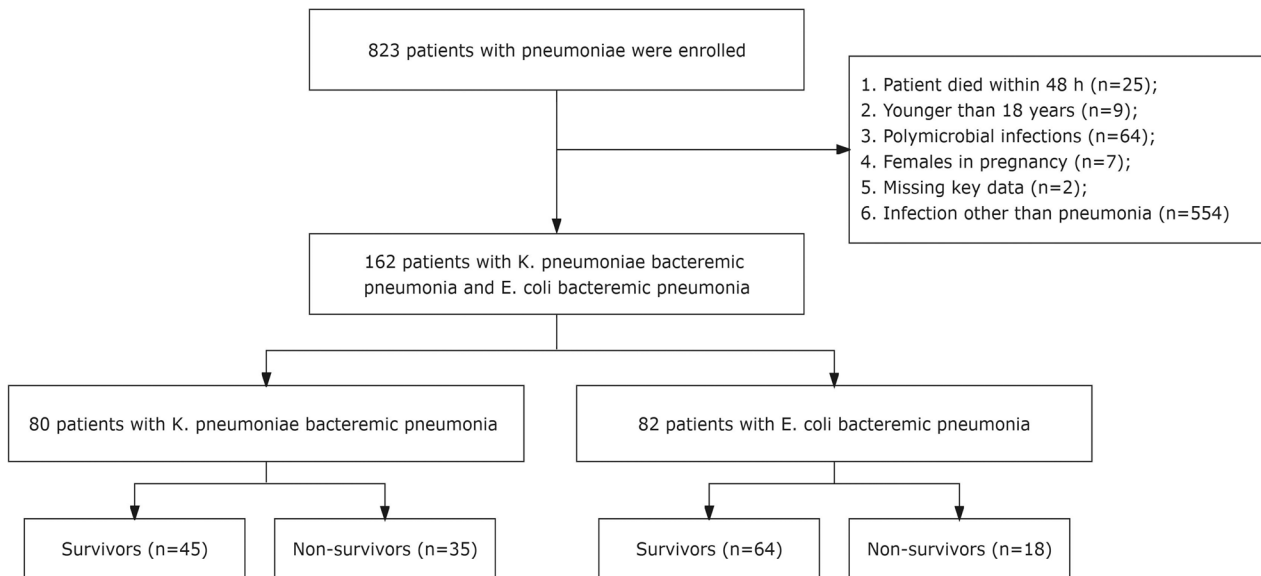 823 patients with pneumoniae were enrolled
1. Patient died within 48 h (n=25);
2. Younger than 18 years (n=9);
3. Polymicrobial infections (n=64);
4. Females in pregnancy (n=7);
5. Missing key data (n=2);
6. Infection other than pneumonia (n=554)
162 patients with K. pneumoniae bacteremic
pneumonia and E. coli bacteremic pneumonia
80 patients with K. pneumoniae bacteremic pneumonia
82 patients with E. coli bacteremic pneumonia
Survivors (n=45)
Non-survivors (n=35)
Survivors (n=64)
Non-survivors (n=18)